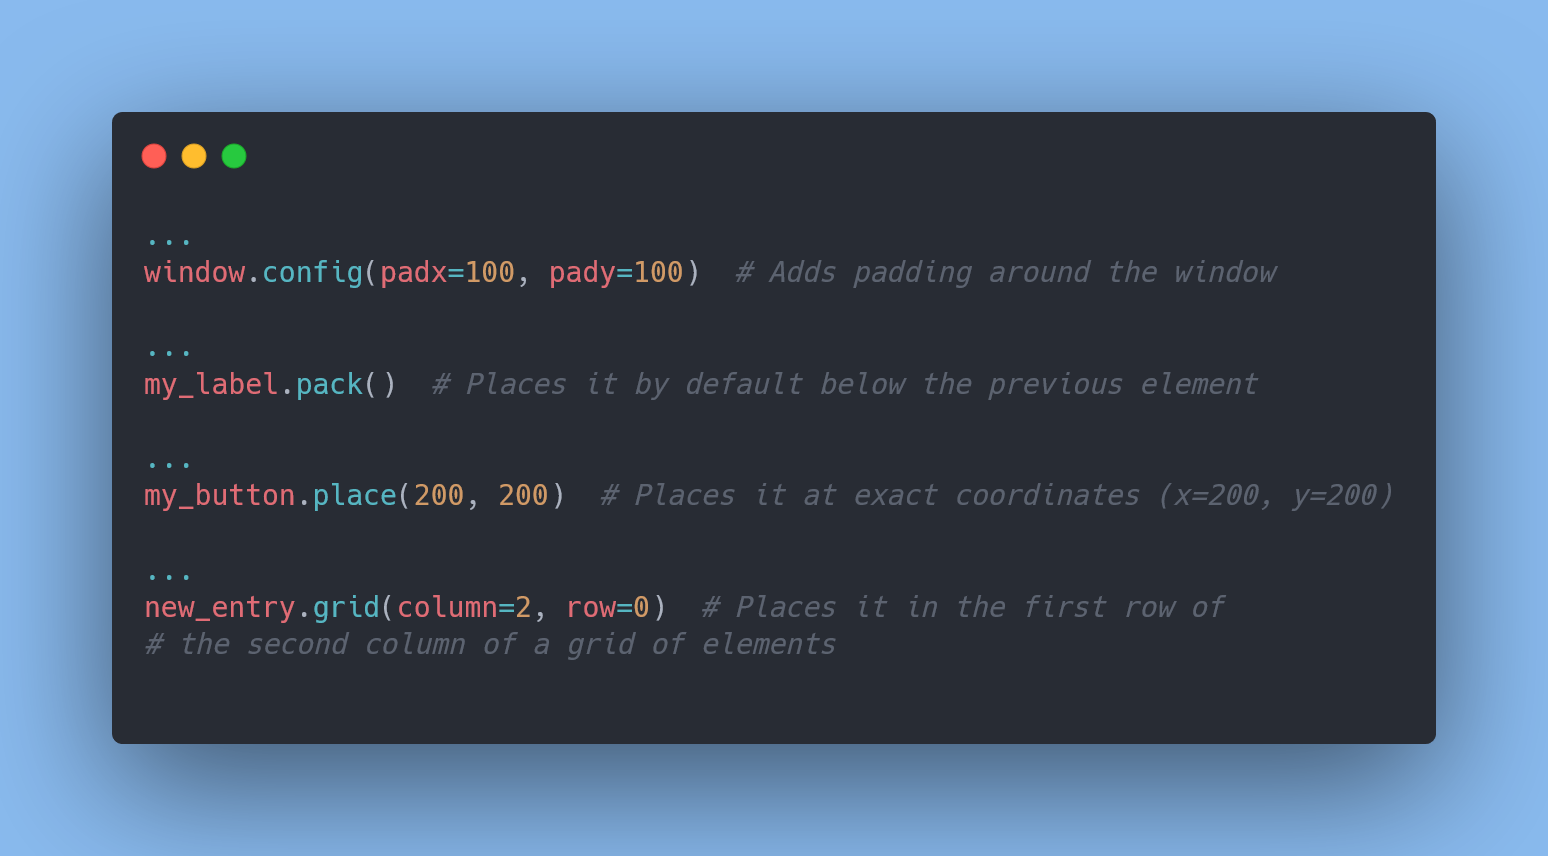 ...
window.config(padx=100, pady=100)  # Adds padding around the window
...
my_label.pack()  # Places it by default below the previous element
...
my_button.place(200, 200)  # Places it at exact coordinates (x=200, y=200)
...
new_entry.grid(column=2, row=0)  # Places it in the first row of
# the second column of a grid of elements